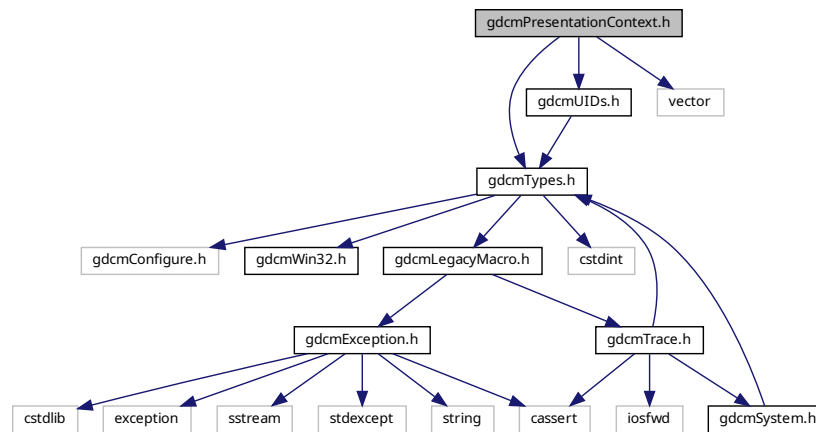 gdcmPresentationContext.h
gdcmUIDs.h
vector
gdcmTypes.h
gdcmConfigure.h
gdcmWin32.h
gdcmLegacyMacro.h
cstdint
gdcmException.h
gdcmTrace.h
cstdlib
exception
sstream
stdexcept
string
cassert
iosfwd
gdcmSystem.h